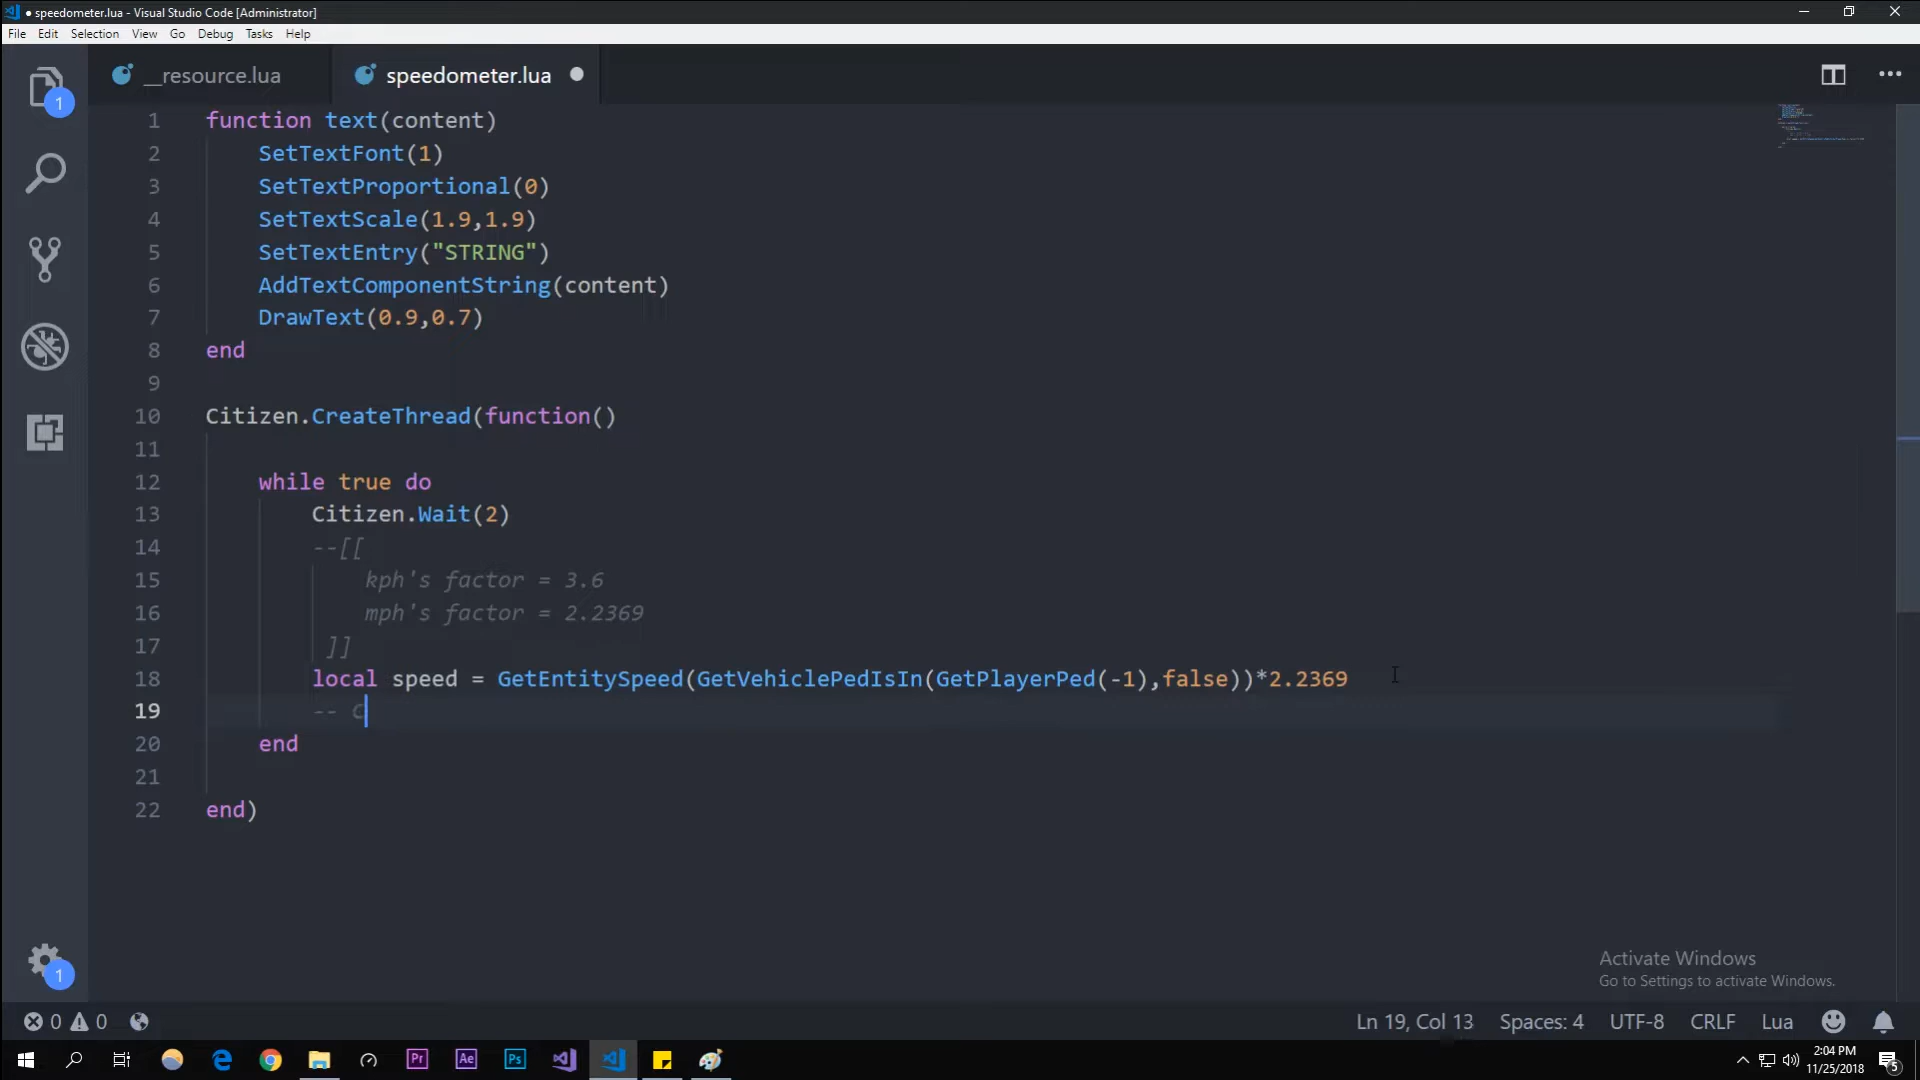 ● speedometer.lua - Visual Studio Code [Administrator]
File Edit Selection View Go Debug Tasks Help
__resource.lua speedometer.lua
1 function text(content)
2 SetTextFont(1)
3 SetTextProportional(0)
4 SetTextScale(1.9,1.9)
5 SetTextEntry("STRING")
6 AddTextComponentString(content)
7 DrawText(0.9,0.7)
8 end
9
10 Citizen.CreateThread(function()
11
12 while true do
13 Citizen.Wait(2)
14 --[[
15 kph's factor = 3.6
16 mph's factor = 2.2369
17 ]]
18 local speed = GetEntitySpeed(GetVehiclePedIsIn(GetPlayerPed(-1),false))*2.2369
19 -- C
20 end
21
22 end)
1
1
Activate Windows
Go to Settings to activate Windows.
0 0 Ln 19, Col 13 Spaces: 4 UTF-8 CRLF Lua
Pr Ae Ps
2:04 PM
11/25/2018
5